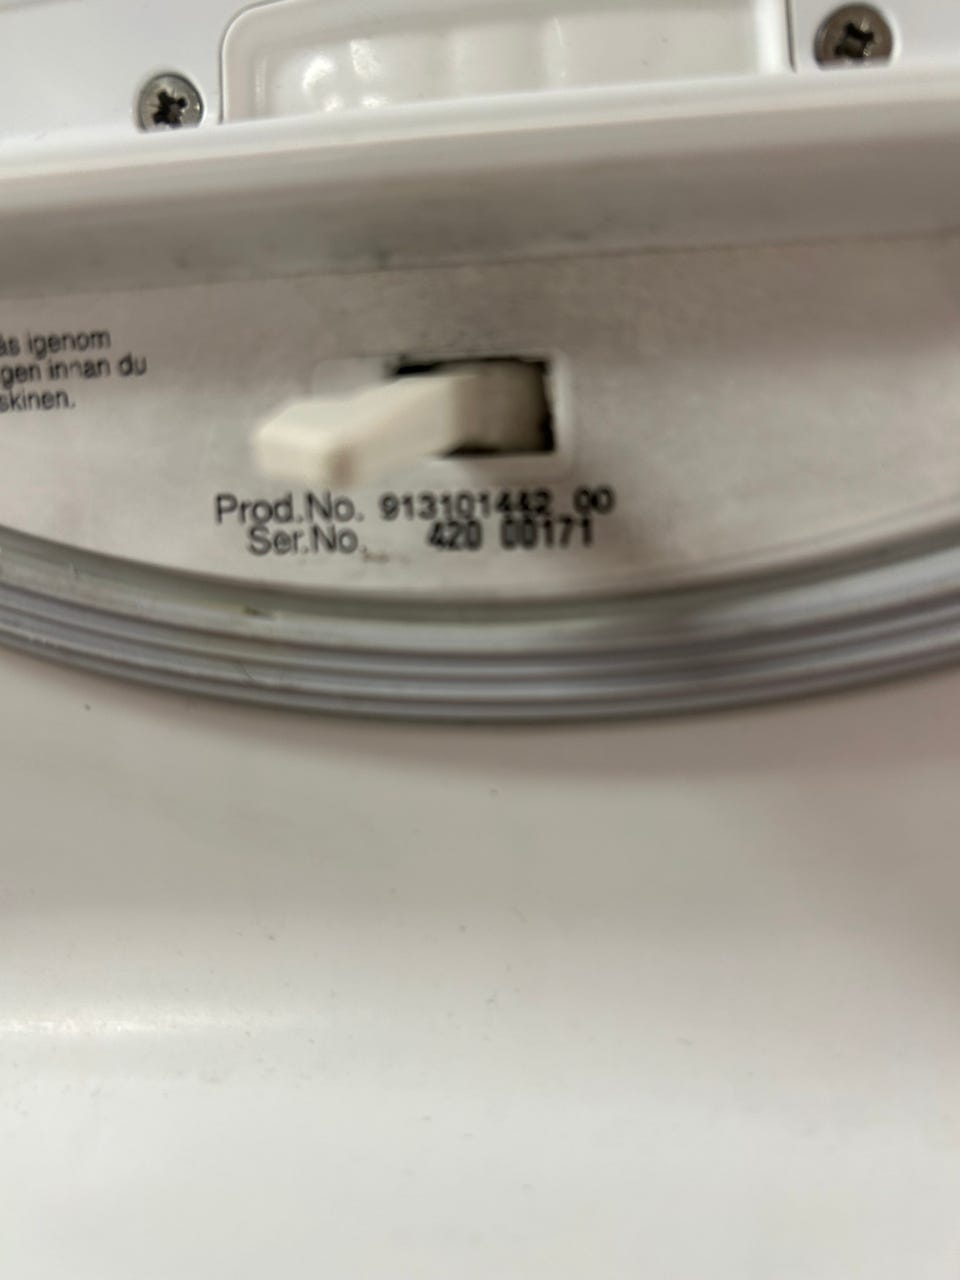 ås igenom
gen innan du
skinen.
Prod.No. 913101442 00
Ser.No. 420 00171